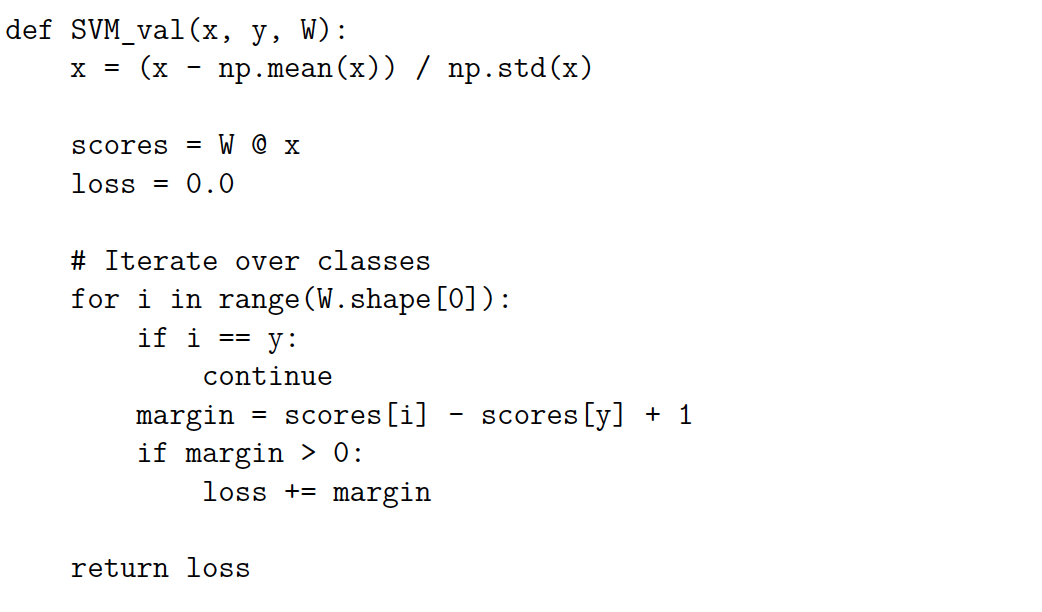 def SVM_val(x, y, W):
    x = (x - np.mean(x)) / np.std(x)

    scores = W @ x
    loss = 0.0

    # Iterate over classes
    for i in range(W.shape[0]):
        if i == y:
            continue
        margin = scores[i] - scores[y] + 1
        if margin > 0:
            loss += margin

    return loss